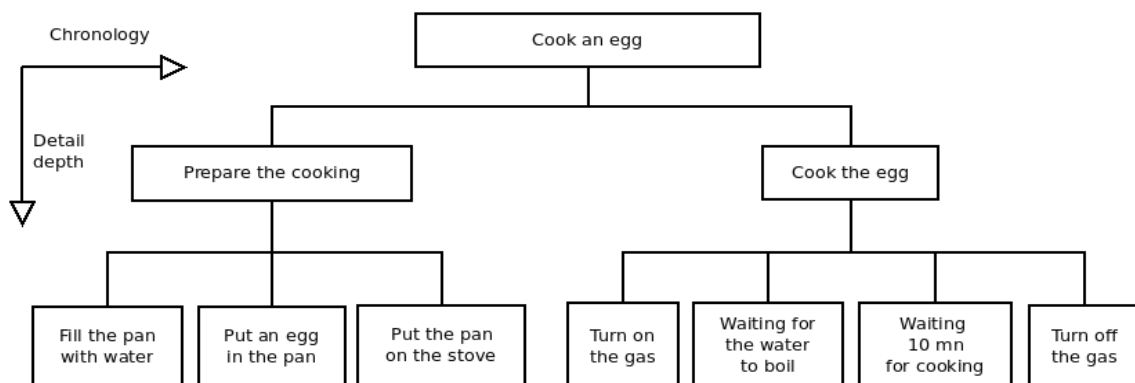 Chronology
Cook an egg
Detail
depth
Prepare the cooking
Cook the egg
Fill the pan
with water
Put an egg
in the pan
Put the pan
on the stove
Turn on
the gas
Waiting for
the water
to boil
Waiting
10 mn
for cooking
Turn off
the gas